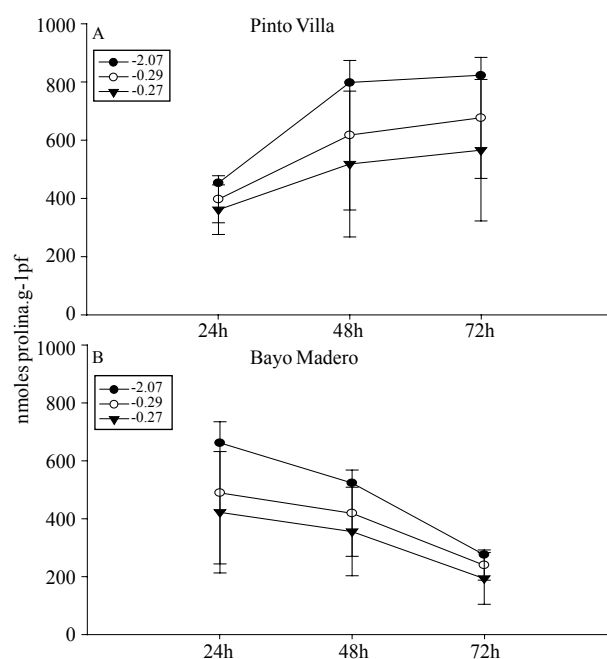 A
Pinto Villa
-2.07
-0.29
-0.27
1000
800
600
400
200
0
24h 48h 72h
nmoles prolina.g-1pf
B
Bayo Madero
-2.07
-0.29
-0.27
1000
800
600
400
200
0
24h 48h 72h